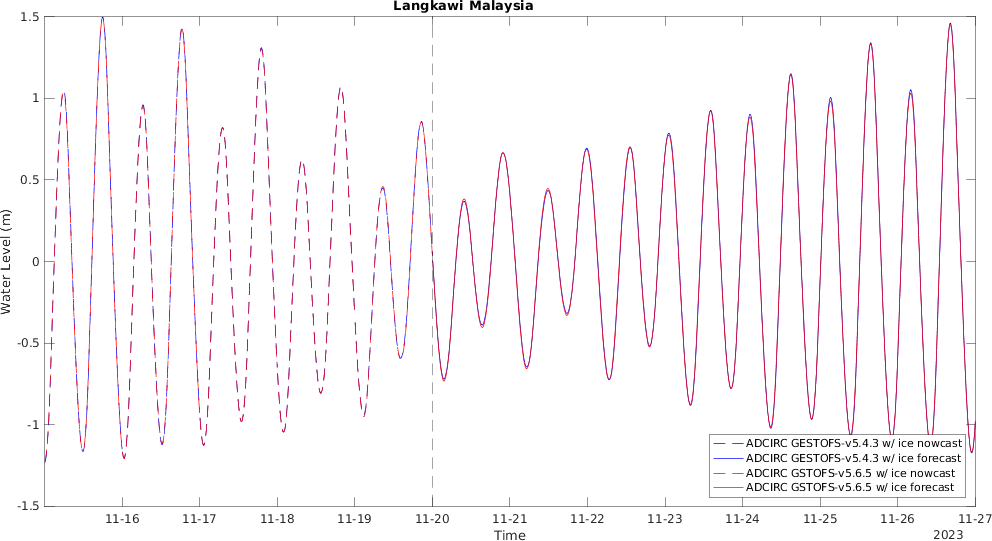 Langkawi Malaysia
1.5
1
0.5
0
-0.5
-1
-1.5
Water Level (m)
11-16 11-17 11-18 11-19 11-20 11-21 11-22 11-23 11-24 11-25 11-26 11-27
Time
2023
ADCIRC GESTOFS-v5.4.3 w/ ice nowcast
ADCIRC GESTOFS-v5.4.3 w/ ice forecast
ADCIRC GSTOFS-v5.6.5 w/ ice nowcast
ADCIRC GSTOFS-v5.6.5 w/ ice forecast